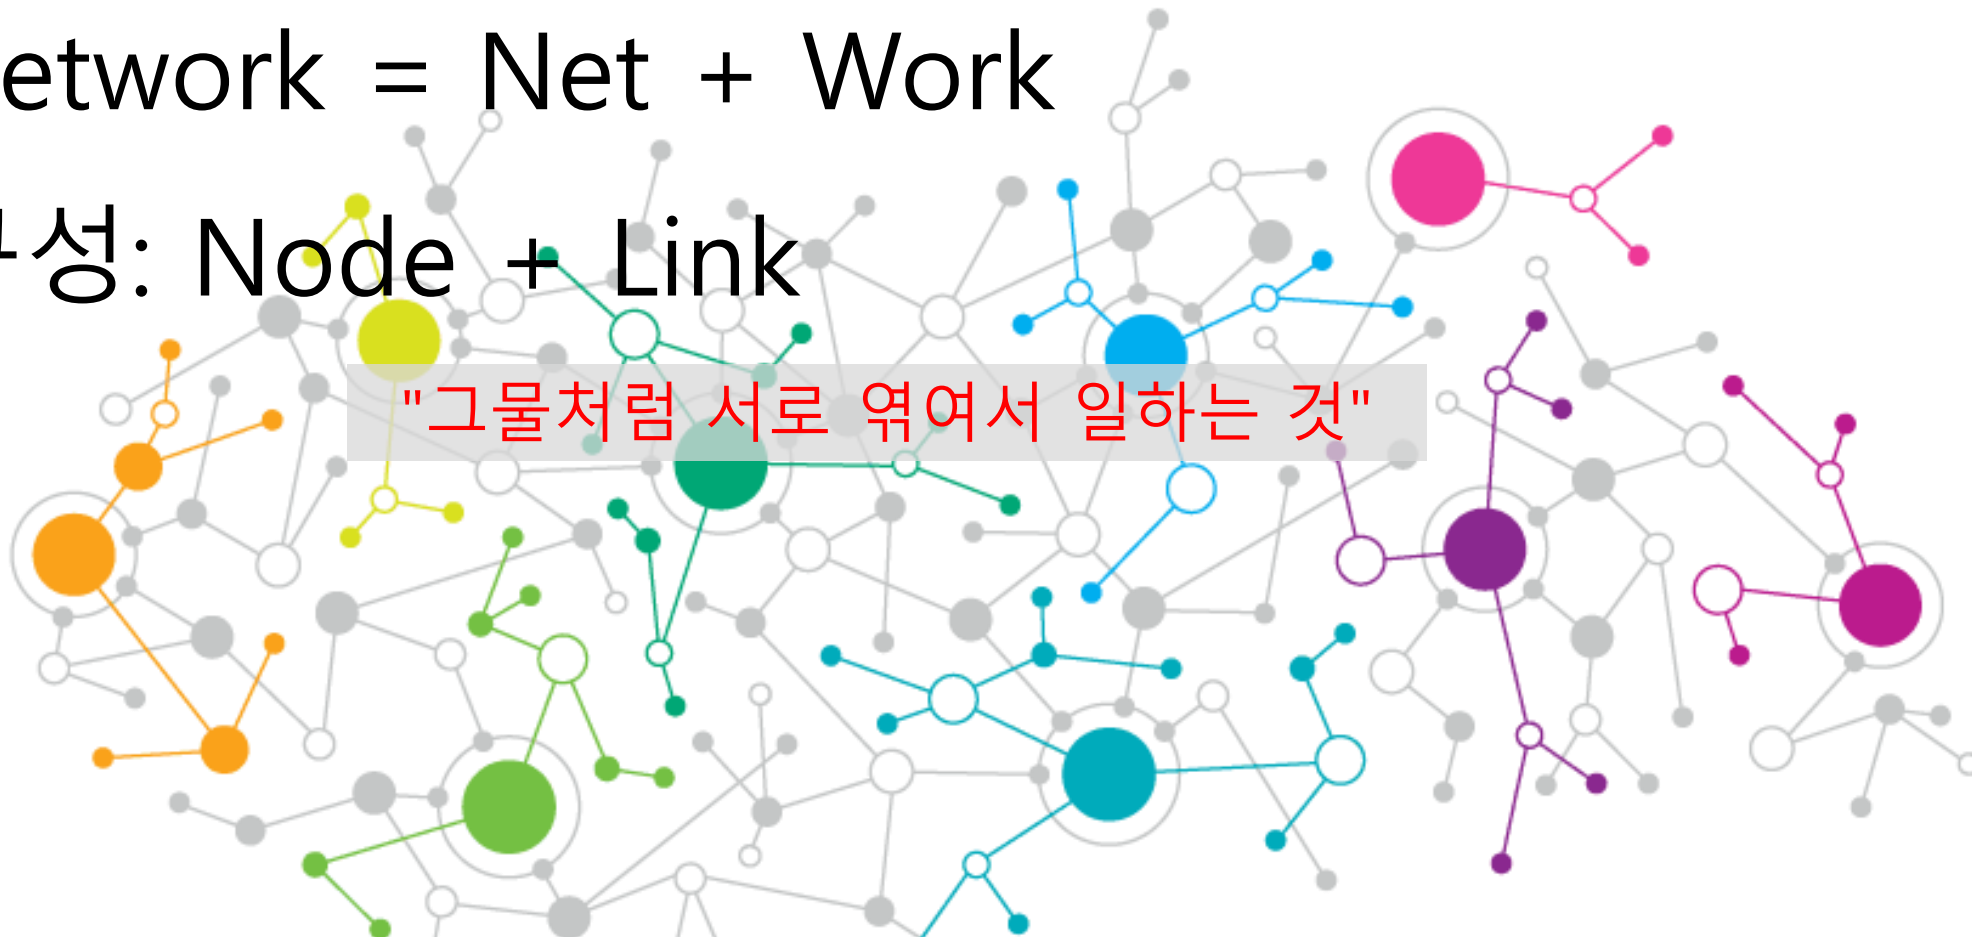 etwork = Net + Work
성: Node + Link
"그물처럼 서로 엮여서 일하는 것"